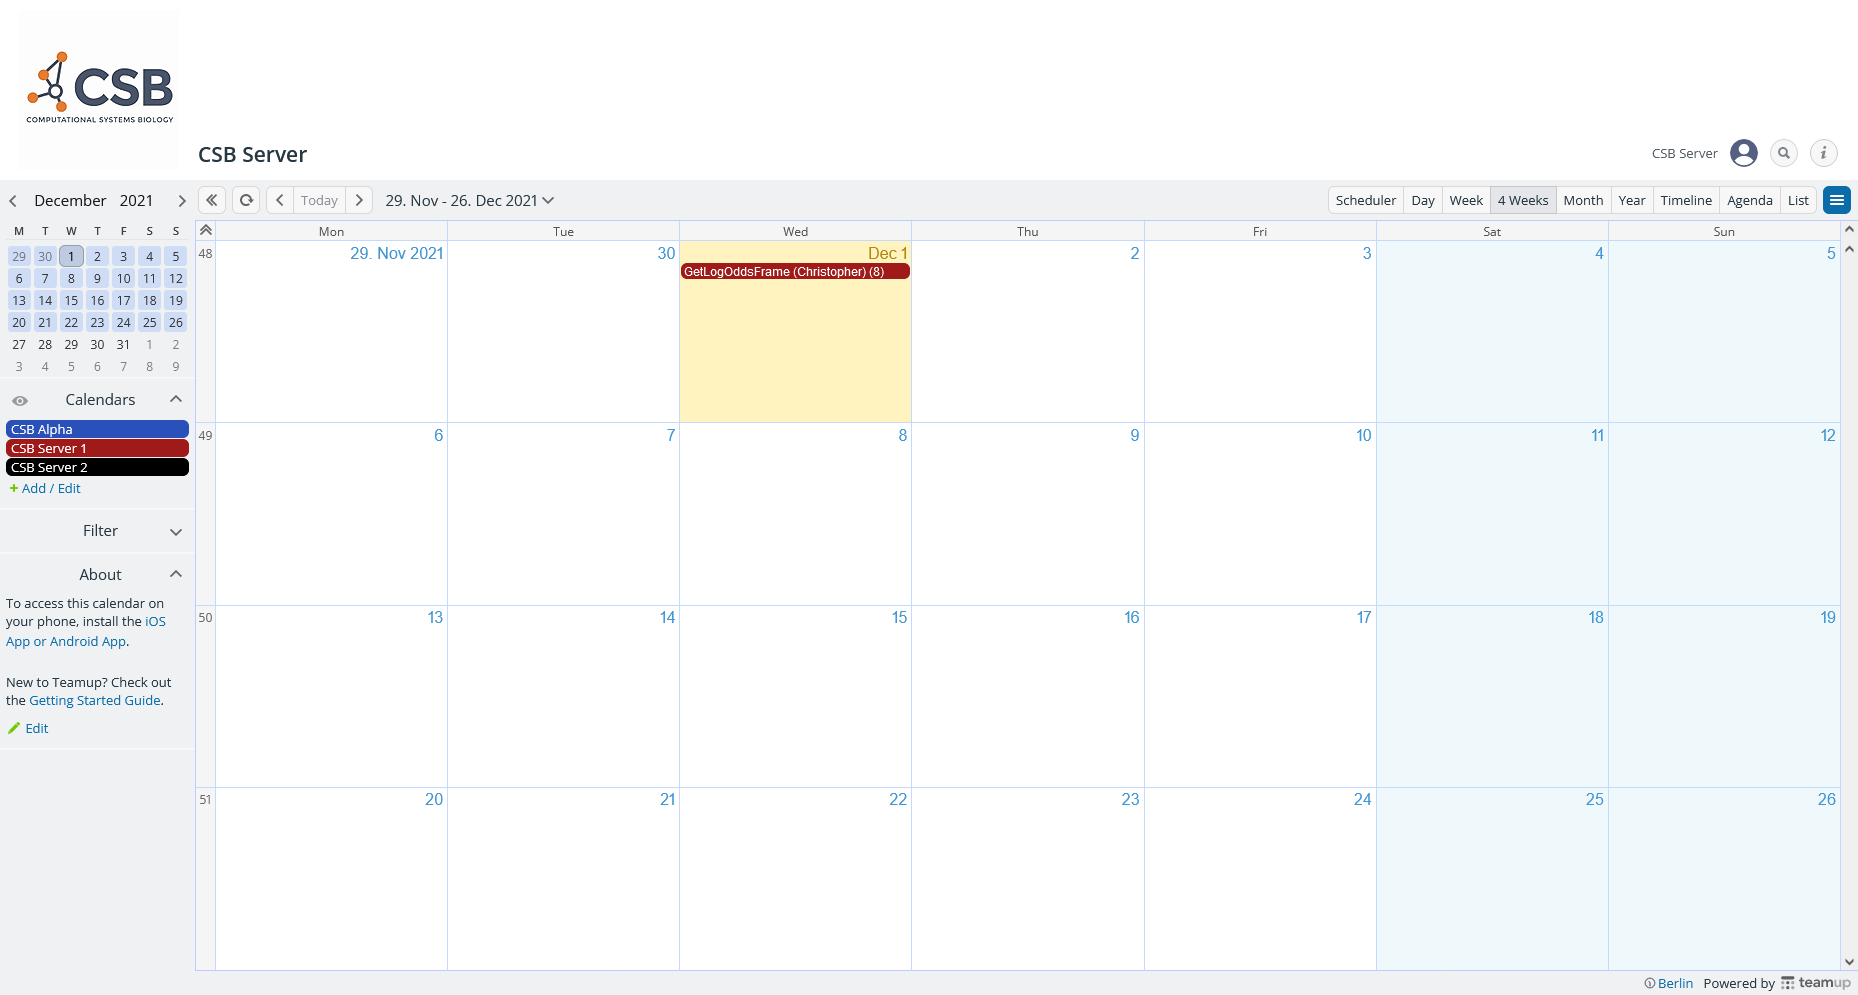 CSB
COMPUTATIONAL SYSTEMS BIOLOGY
CSB Server
CSB Server
December 2021
Today
29. Nov - 26. Dec 2021
Scheduler Day Week 4 Weeks Month Year Timeline Agenda List
M T W T F S S
29 30 1 2 3 4 5
6 7 8 9 10 11 12
13 14 15 16 17 18 19
20 21 22 23 24 25 26
27 28 29 30 31 1 2
3 4 5 6 7 8 9
Calendars
CSB Alpha
CSB Server 1
CSB Server 2
+ Add / Edit
Filter
About
To access this calendar on
your phone, install the iOS
App or Android App.
New to Teamup? Check out
the Getting Started Guide.
Edit
Mon Tue Wed Thu Fri Sat Sun
48 29. Nov 2021 30 Dec 1 2 3 4 5
GetLogOddsFrame (Christopher) (8)
49 6 7 8 9 10 11 12
50 13 14 15 16 17 18 19
51 20 21 22 23 24 25 26
Berlin Powered by teamup